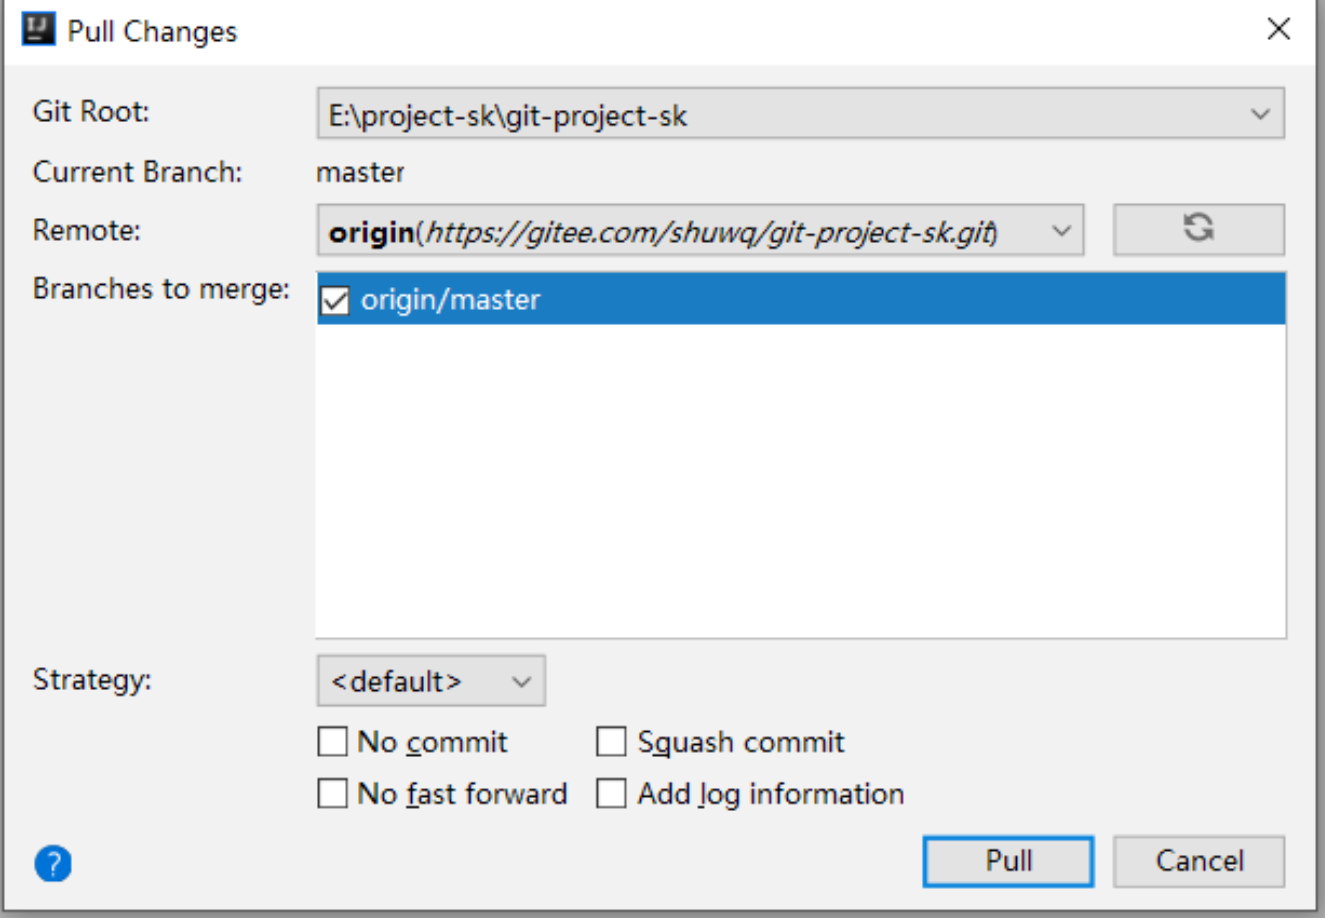 Pull Changes
Git Root: E:\project-sk\git-project-sk
Current Branch: master
Remote: origin(https://gitee.com/shuwq/git-project-sk.git)
Branches to merge: origin/master
Strategy: <default>
No commit Squash commit
No fast forward Add log information
? Pull Cancel